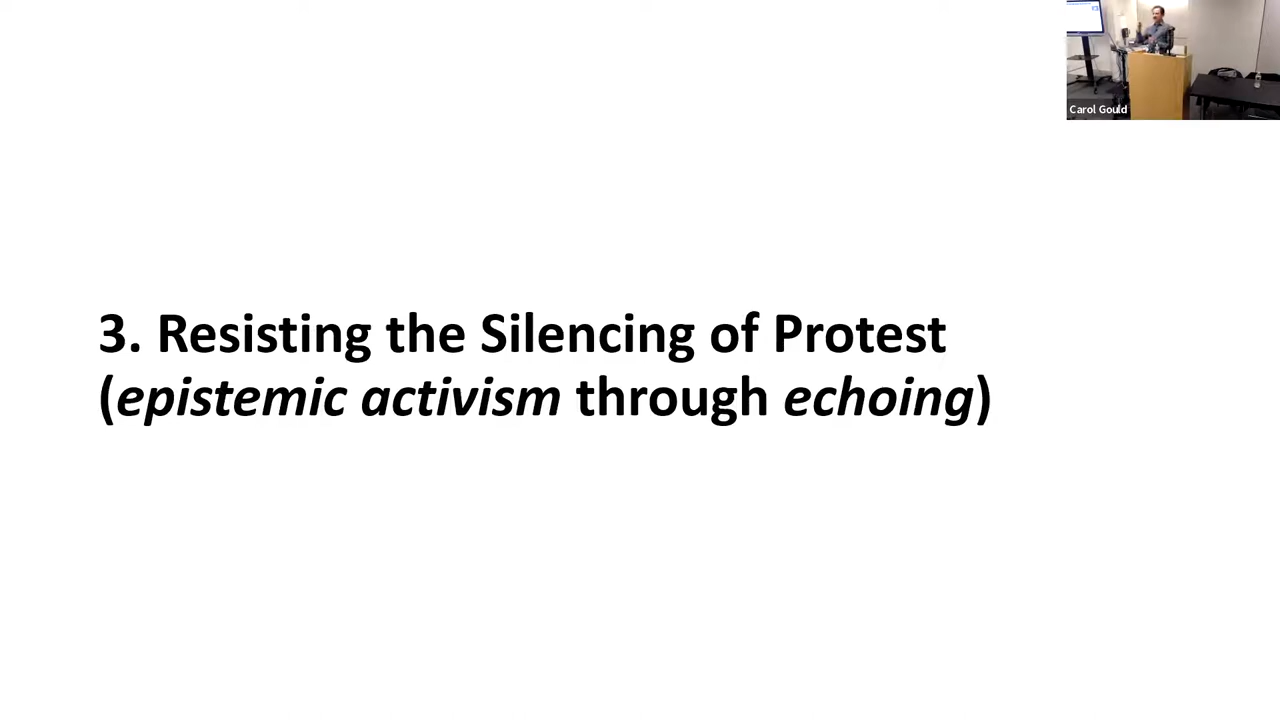 Carol Gould
3. Resisting the Silencing of Protest
(epistemic activism through echoing)